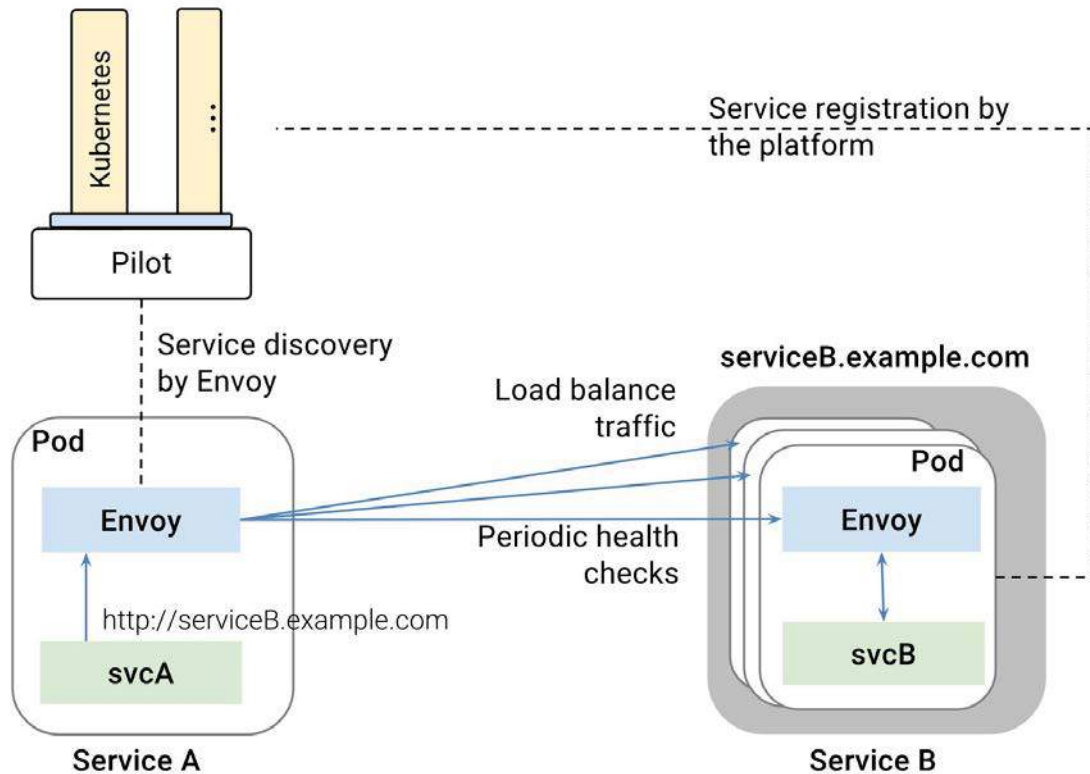 Kubernetes
...
Service registration by
the platform
Pilot
Service discovery
by Envoy
serviceB.example.com
Load balance
traffic
Pod
Pod
Envoy
Envoy
Periodic health
checks
http://serviceB.example.com
svcA
svcB
Service A
Service B